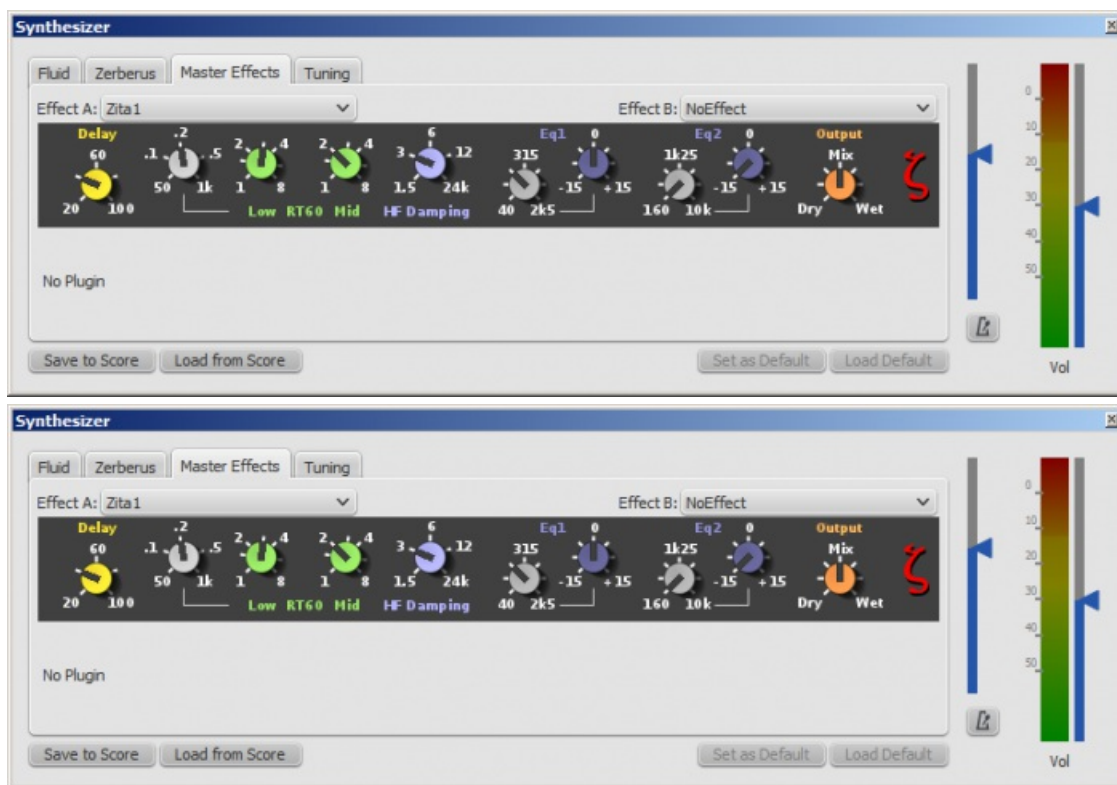 Synthesizer
Fluid Zerberus Master Effects Tuning
Effect A: Zita1 Effect B: NoEffect
Delay .2 6 Eq1 0 Eq2 0 Output
60 .1 .5 2 4 2 4 3 12 315 1k25 Mix
50 1k 1 8 1 8 1.5 24k -15 +15 -15 +15
20 100 Low RT60 Mid HF Damping 40 2k5 160 10k Dry Wet
ζ
No Plugin
Save to Score Load from Score Set as Default Load Default
0
10
20
30
40
50
Vol
Synthesizer
Fluid Zerberus Master Effects Tuning
Effect A: Zita1 Effect B: NoEffect
Delay .2 6 Eq1 0 Eq2 0 Output
60 .1 .5 2 4 2 4 3 12 315 1k25 Mix
50 1k 1 8 1 8 1.5 24k -15 +15 -15 +15
20 100 Low RT60 Mid HF Damping 40 2k5 160 10k Dry Wet
ζ
No Plugin
Save to Score Load from Score Set as Default Load Default
0
10
20
30
40
50
Vol